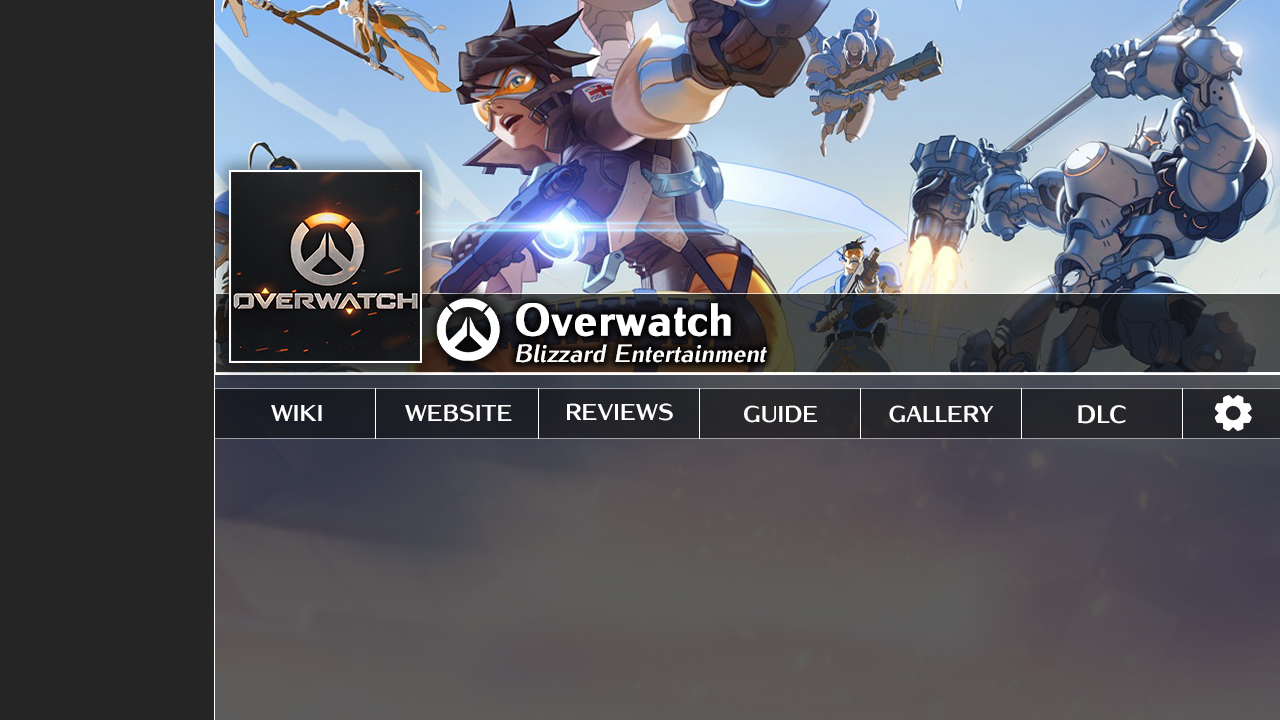 OVERWATCH
Overwatch
Blizzard Entertainment
WIKI
WEBSITE
REVIEWS
GUIDE
GALLERY
DLC